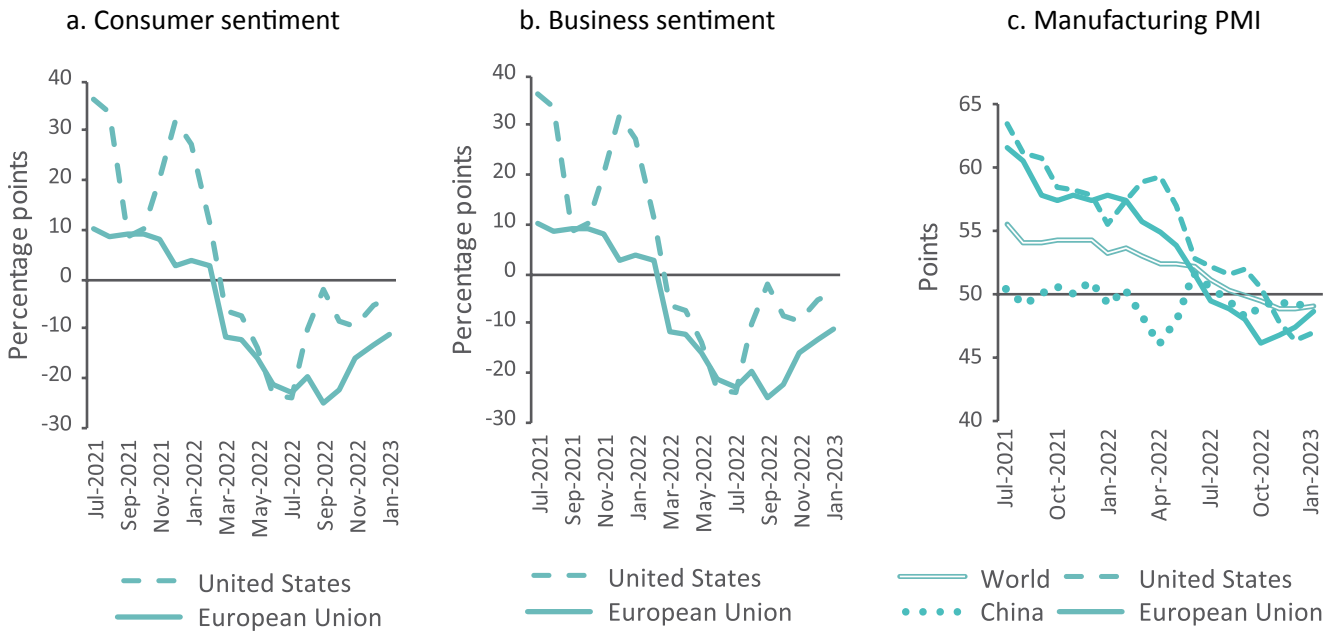 a. Consumer sentiment
Percentage points
40
30
20
10
0
-10
-20
-30
Jul-2021
Sep-2021
Nov-2021
Jan-2022
Mar-2022
May-2022
Jul-2022
Sep-2022
Nov-2022
Jan-2023
United States
European Union
b. Business sentiment
Percentage points
40
30
20
10
0
-10
-20
-30
Jul-2021
Sep-2021
Nov-2021
Jan-2022
Mar-2022
May-2022
Jul-2022
Sep-2022
Nov-2022
Jan-2023
United States
European Union
c. Manufacturing PMI
Points
65
60
55
50
45
40
Jul-2021
Oct-2021
Jan-2022
Apr-2022
Jul-2022
Oct-2022
Jan-2023
World
United States
China
European Union